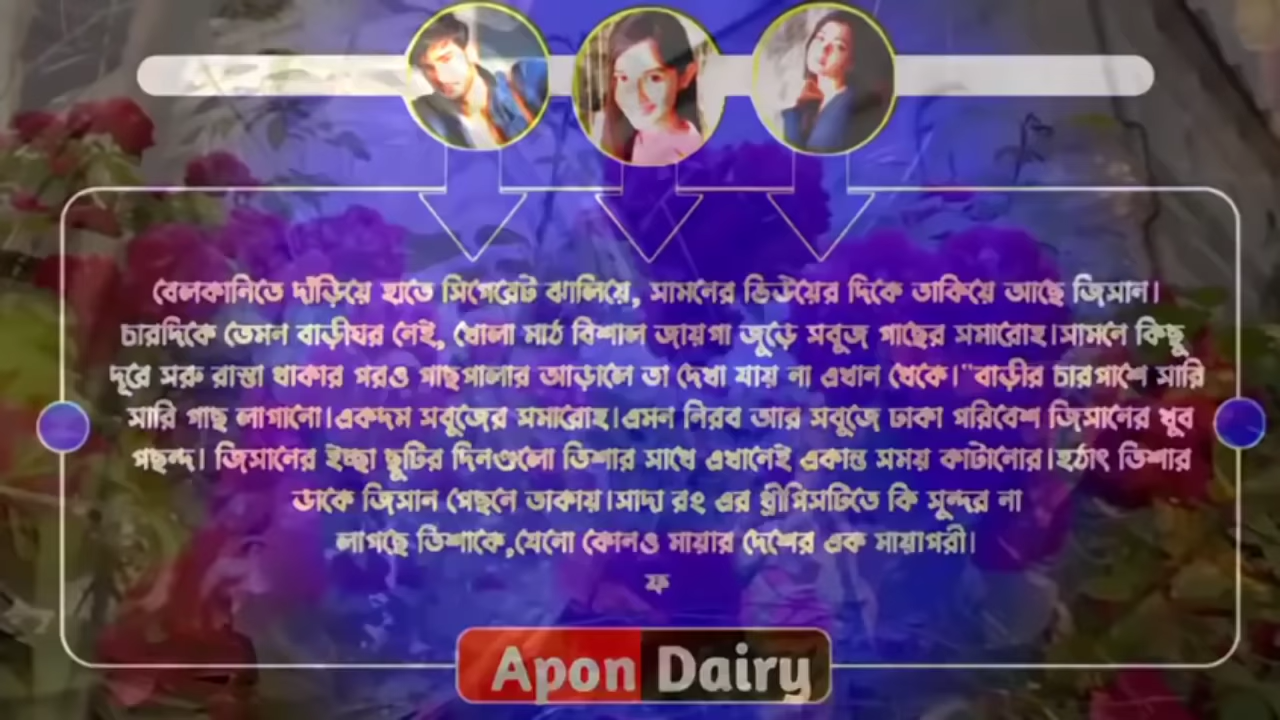 বেলকানিতে দাঁড়িয়ে হাতে সিগেরেট ঝালিয়ে, সামনের ভিউয়ের দিকে তাকিয়ে আছে জিসান।
চারদিকে তেমন বাড়ীঘর নেই, খোলা মাঠ বিশাল জায়গা জুড়ে সবুজ গাছের সমারোহ।সামনে কিছু
দূরে সরু রাস্তা থাকার পরও গাছপালার আড়ালে তা দেখা যায় না এখান থেকে।"বাড়ীর চারপাশে সারি
সারি গাছ লাগানো।একদম সবুজের সমারোহ।এমন নিরব আর সবুজে ঢাকা পরিবেশ জিসানের খুব
পছন্দ। জিসানের ইচ্ছা ছুটির দিনগুলো তিশার সাথে এখানেই একান্ত সময় কাটানোর।হঠাৎ তিশার
ডাকে জিসান পেছনে তাকায়।সাদা রং এর থ্রীপিসটিতে কি সুন্দর না
লাগছে তিশাকে,যেনো কোনও মায়ার দেশের এক মায়াপরী।
ফ
Apon Dairy